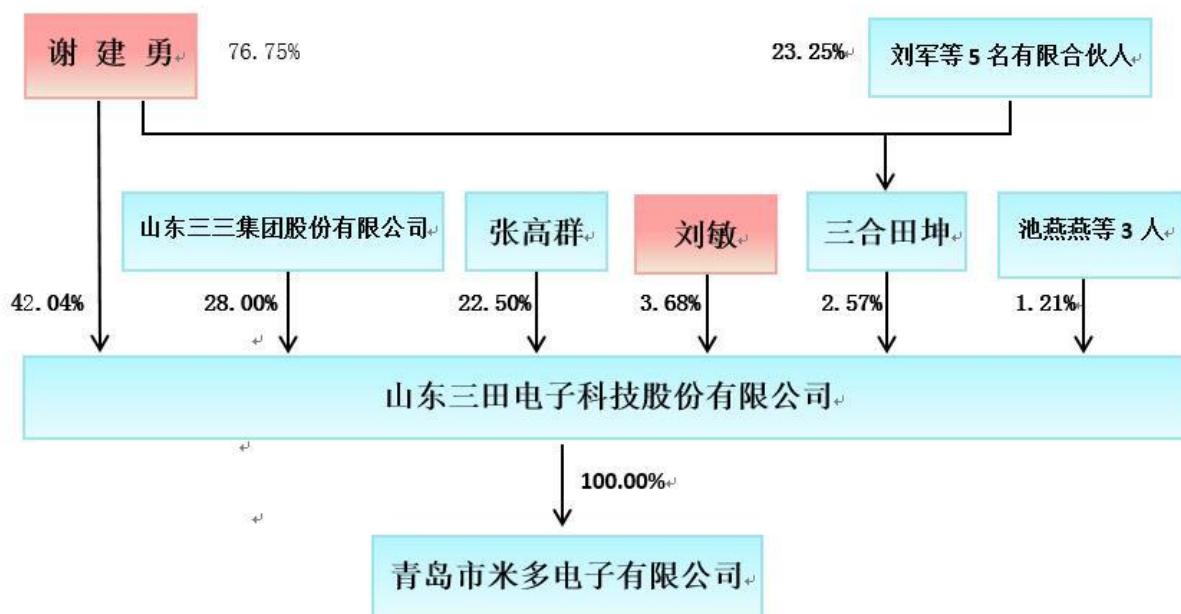 谢 建 勇
76.75%
23.25%
刘军等 5 名有限合伙人
山东三三集团股份有限公司
张高群
刘敏
三合田坤
池燕燕等 3 人
42.04%
28.00%
22.50%
3.68%
2.57%
1.21%
山东三田电子科技股份有限公司
100.00%
青岛市米多电子有限公司